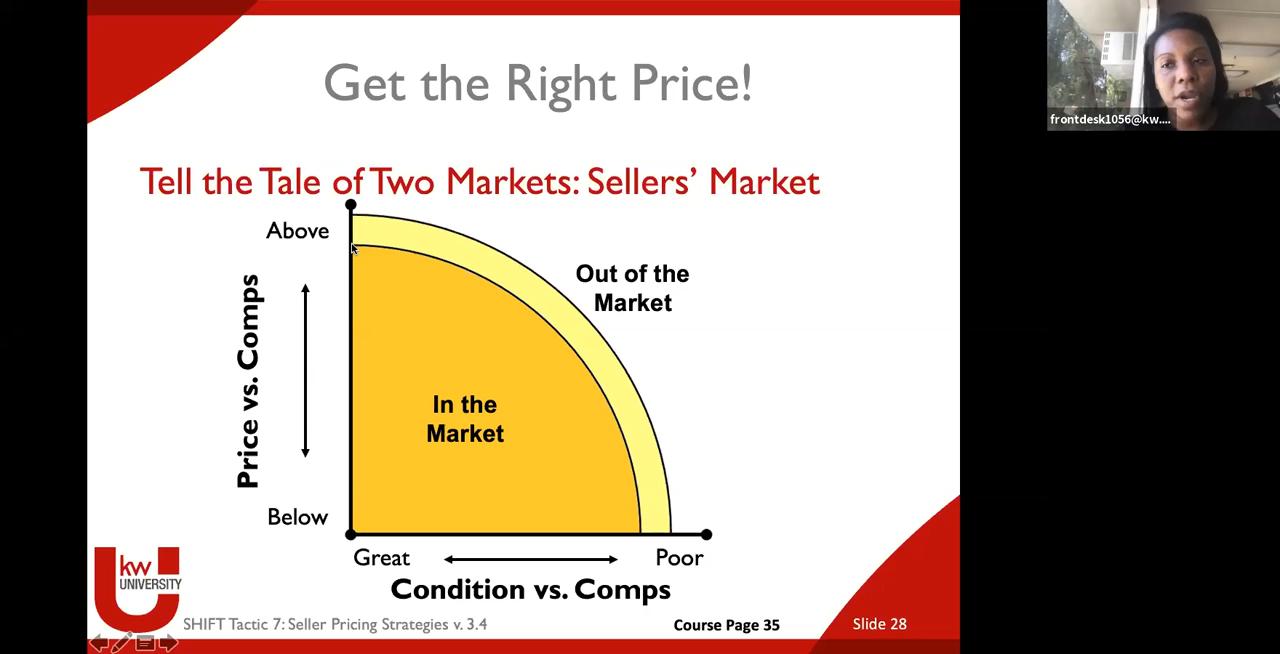 Get the Right Price!
frontdesk1056@kw....
Tell the Tale of Two Markets: Sellers' Market
Above
Out of the
Market
Price vs. Comps
In the
Market
Below
Great
Poor
Condition vs. Comps
kw
UNIVERSITY
SHIFT Tactic 7: Seller Pricing Strategies v. 3.4
Course Page 35
Slide 28